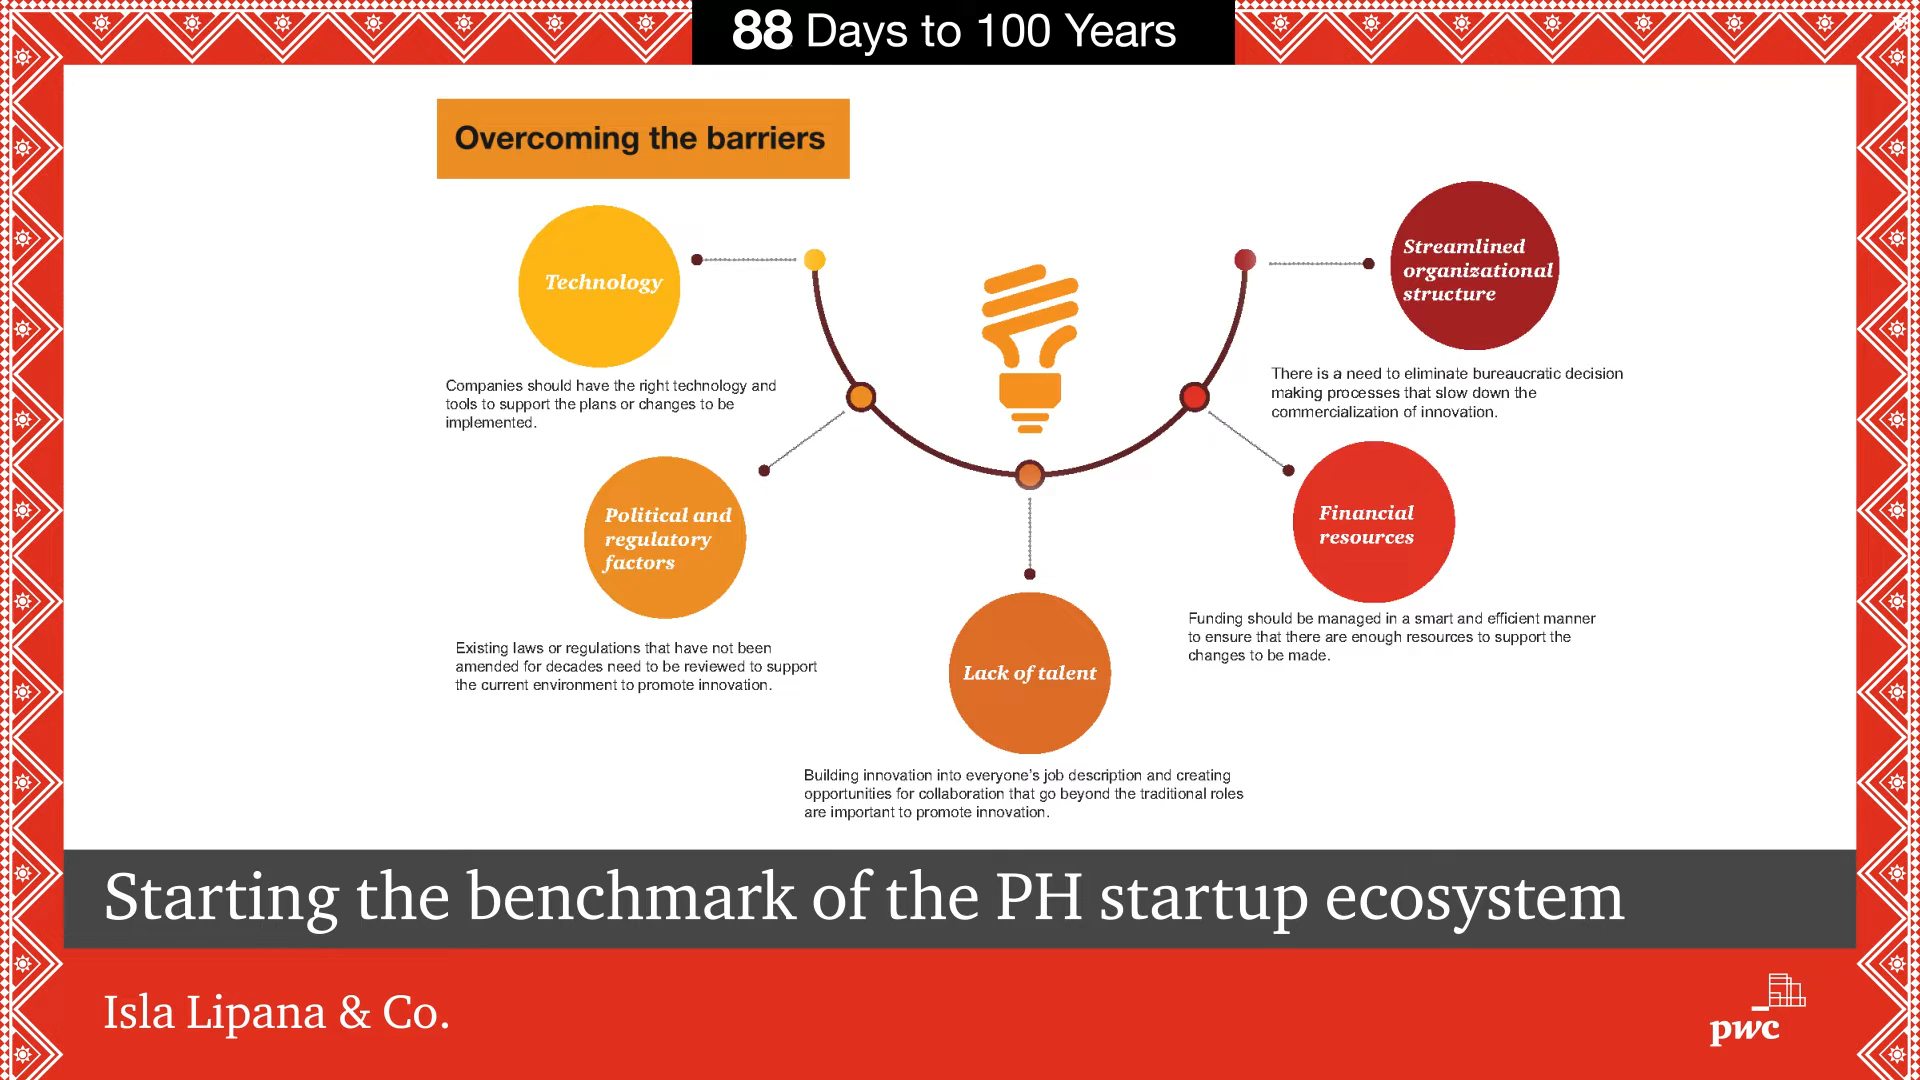 88 Days to 100 Years
Overcoming the barriers
Technology
Companies should have the right technology and
tools to support the plans or changes to be
implemented.
Political and
regulatory
factors
Existing laws or regulations that have not been
amended for decades need to be reviewed to support
the current environment to promote innovation.
Lack of talent
Building innovation into everyone's job description and creating
opportunities for collaboration that go beyond the traditional roles
are important to promote innovation.
Streamlined
organizational
structure
There is a need to eliminate bureaucratic decision
making processes that slow down the
commercialization of innovation.
Financial
resources
Funding should be managed in a smart and efficient manner
to ensure that there are enough resources to support the
changes to be made.
Starting the benchmark of the PH startup ecosystem
Isla Lipana & Co.
pwc